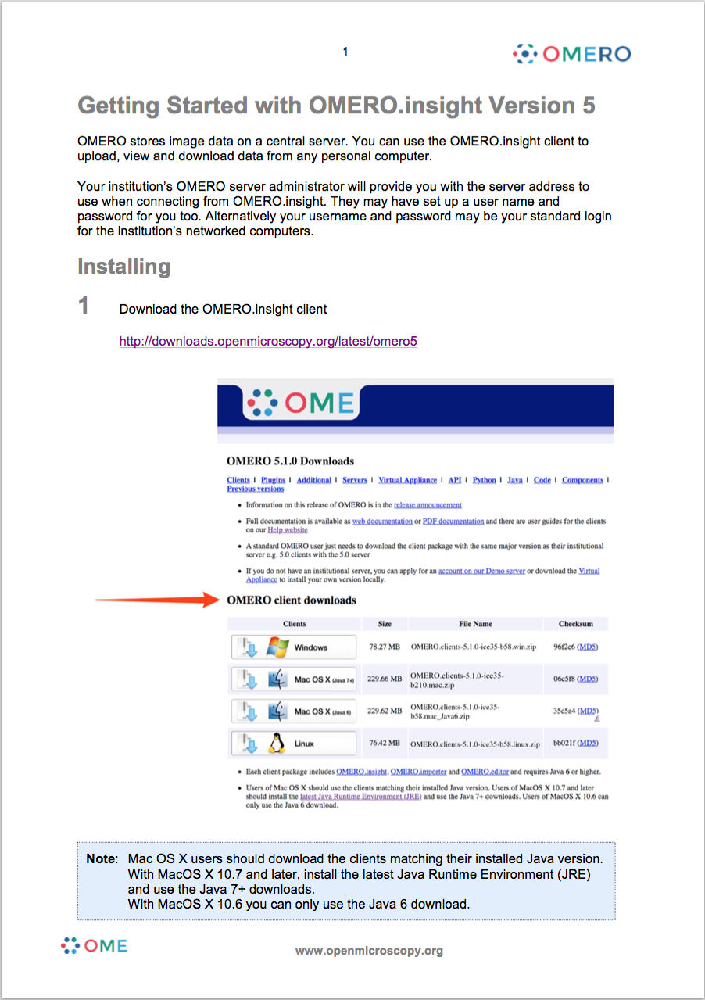 1
OMERO
Getting Started with OMERO.insight Version 5
OMERO stores image data on a central server. You can use the OMERO.insight client to
upload, view and download data from any personal computer.
Your institution’s OMERO server administrator will provide you with the server address to
use when connecting from OMERO.insight. They may have set up a user name and
password for you too. Alternatively your username and password may be your standard login
for the institution’s networked computers.
Installing
1 Download the OMERO.insight client
http://downloads.openmicroscopy.org/latest/omero5
OME
OMERO 5.1.0 Downloads
Clients | Plugins | Additional | Servers | Virtual Appliance | API | Python | Java | Code | Components |
Previous versions
• Information on this release of OMERO is in the release announcement
• Full documentation is available as web documentation or PDF documentation and there are user guides for the clients
on our Help website
• A standard OMERO user just needs to download the client package with the same major version as their institutional
server e.g. 5.0 clients with the 5.0 server
• If you do not have an institutional server, you can apply for an account on our Demo server or download the Virtual
Appliance to install your own version locally.
OMERO client downloads
Clients Size File Name Checksum
Windows 78.27 MB OMERO.clients-5.1.0-ice35-b58.win.zip 96f2c6 (MD5)
Mac OS X (Java 7+) 229.66 MB OMERO.clients-5.1.0-ice35-
b210.mac.zip 06c5f8 (MD5)
Mac OS X (Java 6) 229.62 MB OMERO.clients-5.1.0-ice35-
b58.mac_Java6.zip 35c5a4 (MD5)
6
Linux 76.42 MB OMERO.clients-5.1.0-ice35-b58.linux.zip bb021f (MD5)
• Each client package includes OMERO.insight, OMERO.importer and OMERO.editor and requires Java 6 or higher.
• Users of Mac OS X should use the clients matching their installed Java version. Users of MacOS X 10.7 and later
should install the latest Java Runtime Environment (JRE) and use the Java 7+ downloads. Users of MacOS X 10.6 can
only use the Java 6 download.
Note: Mac OS X users should download the clients matching their installed Java version.
With MacOS X 10.7 and later, install the latest Java Runtime Environment (JRE)
and use the Java 7+ downloads.
With MacOS X 10.6 you can only use the Java 6 download.
OME
www.openmicroscopy.org